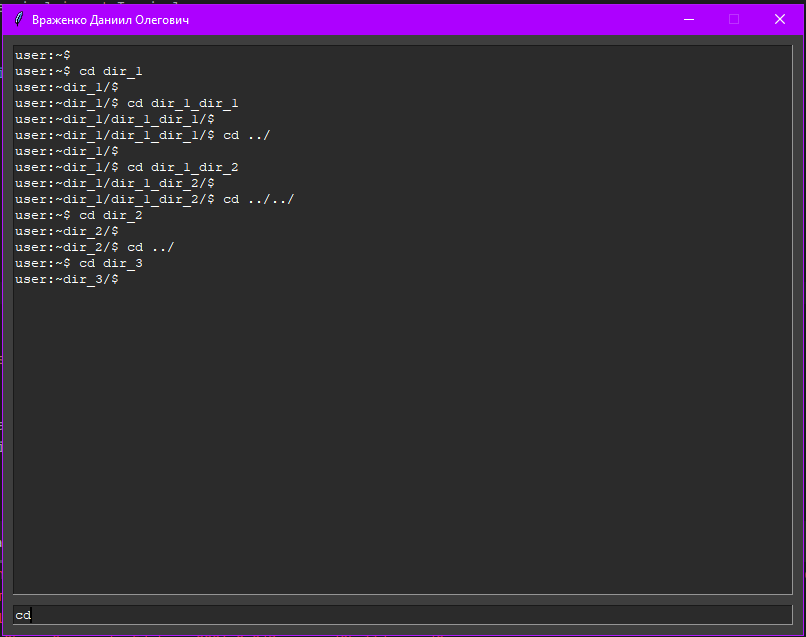 Враженко Даниил Олегович
user:~$
user:~$ cd dir_1
user:~dir_1/$
user:~dir_1/$ cd dir_1_dir_1
user:~dir_1/dir_1_dir_1/$
user:~dir_1/dir_1_dir_1/$ cd ../
user:~dir_1/$
user:~dir_1/$ cd dir_1_dir_2
user:~dir_1/dir_1_dir_2/$
user:~dir_1/dir_1_dir_2/$ cd ../../
user:~$ cd dir_2
user:~dir_2/$
user:~dir_2/$ cd ../
user:~$ cd dir_3
user:~dir_3/$
cd